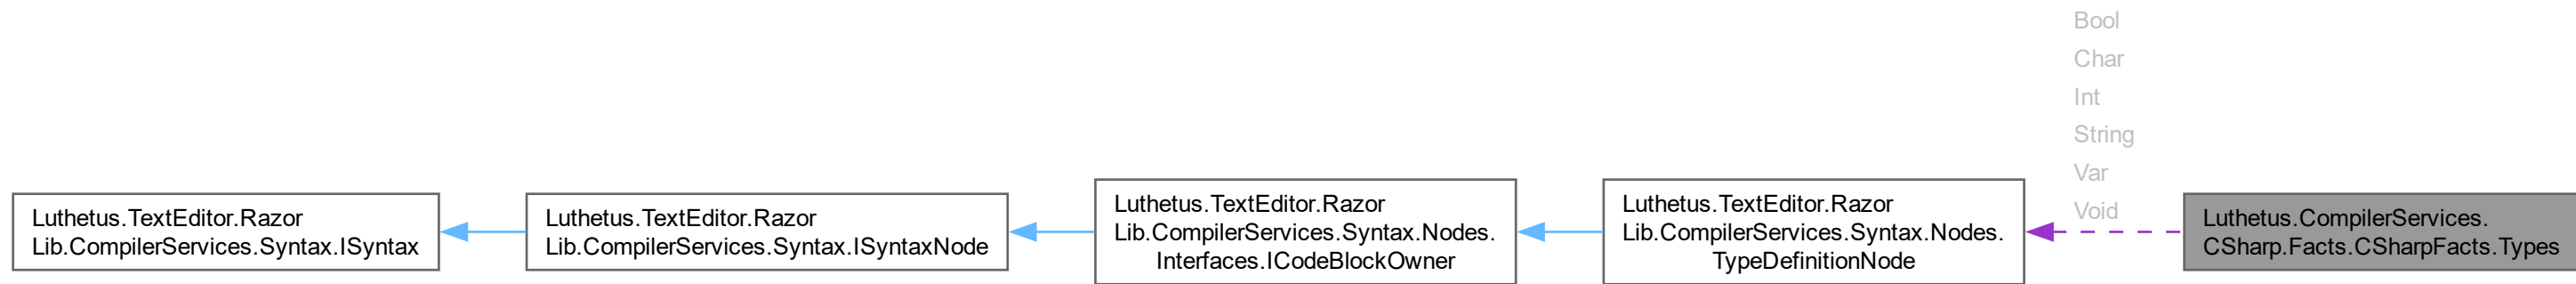 Bool
Char
Int
String
Var
Void
Luthetus.TextEditor.Razor
Lib.CompilerServices.Syntax.ISyntax
Luthetus.TextEditor.Razor
Lib.CompilerServices.Syntax.ISyntaxNode
Luthetus.TextEditor.Razor
Lib.CompilerServices.Syntax.Nodes.
Interfaces.ICodeBlockOwner
Luthetus.TextEditor.Razor
Lib.CompilerServices.Syntax.Nodes.
TypeDefinitionNode
Luthetus.CompilerServices.
CSharp.Facts.CSharpFacts.Types